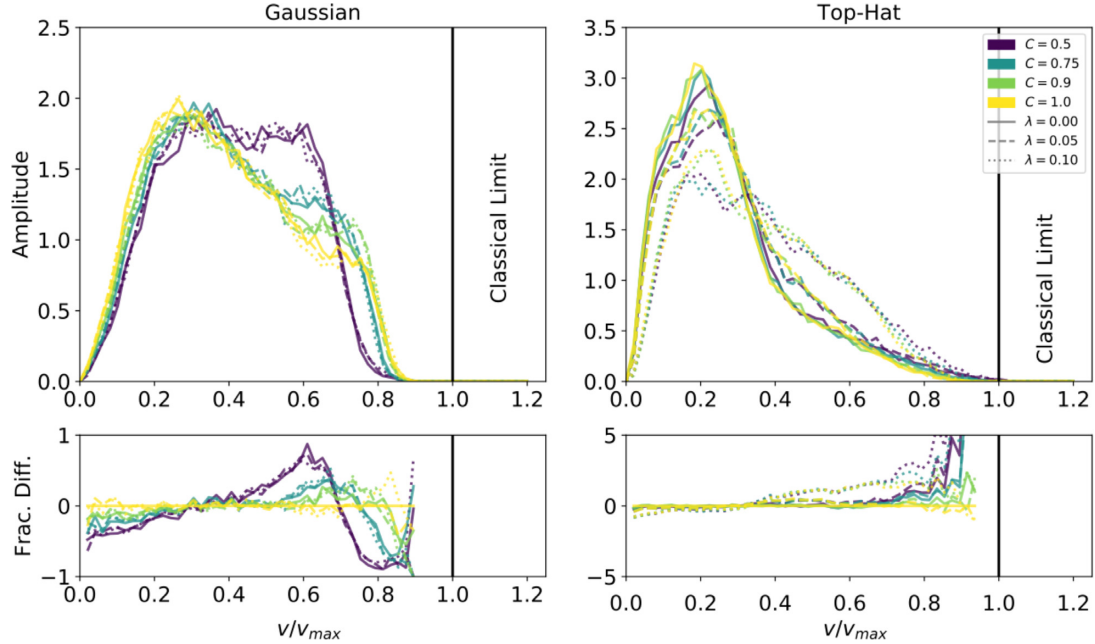 Gaussian
Top-Hat
2.5
2.0
1.5
1.0
0.5
0.0
Amplitude
Classical Limit
0.0 0.2 0.4 0.6 0.8 1.0 1.2
3.5
3.0
2.5
2.0
1.5
1.0
0.5
0.0
Classical Limit
0.0 0.2 0.4 0.6 0.8 1.0 1.2
C = 0.5
C = 0.75
C = 0.9
C = 1.0
λ = 0.00
λ = 0.05
λ = 0.10
1
0
−1
Frac. Diff.
0.0 0.2 0.4 0.6 0.8 1.0 1.2
v/v_max
5
0
−5
0.0 0.2 0.4 0.6 0.8 1.0 1.2
v/v_max